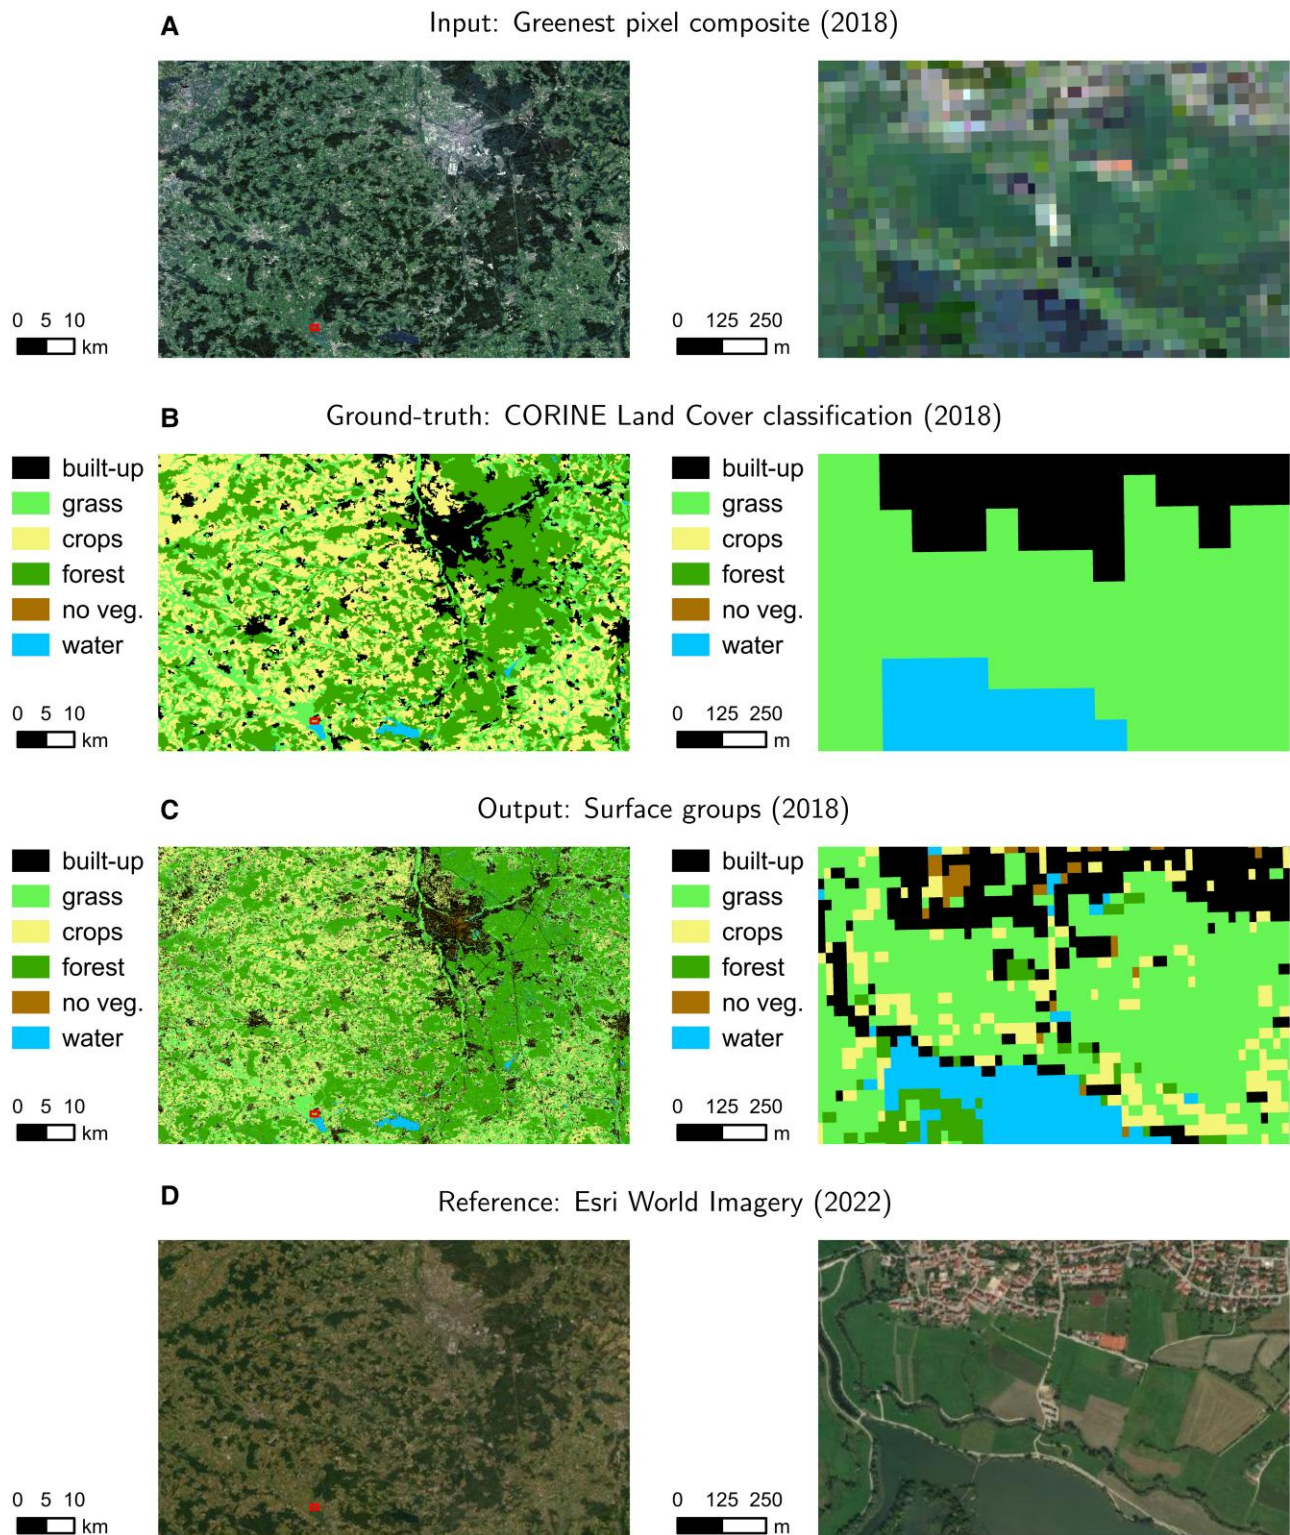 A Input: Greenest pixel composite (2018)
0 5 10
km
0 125 250
m
B Ground-truth: CORINE Land Cover classification (2018)
built-up
grass
crops
forest
no veg.
water
0 5 10
km
built-up
grass
crops
forest
no veg.
water
0 125 250
m
C Output: Surface groups (2018)
built-up
grass
crops
forest
no veg.
water
0 5 10
km
built-up
grass
crops
forest
no veg.
water
0 125 250
m
D Reference: Esri World Imagery (2022)
0 5 10
km
0 125 250
m